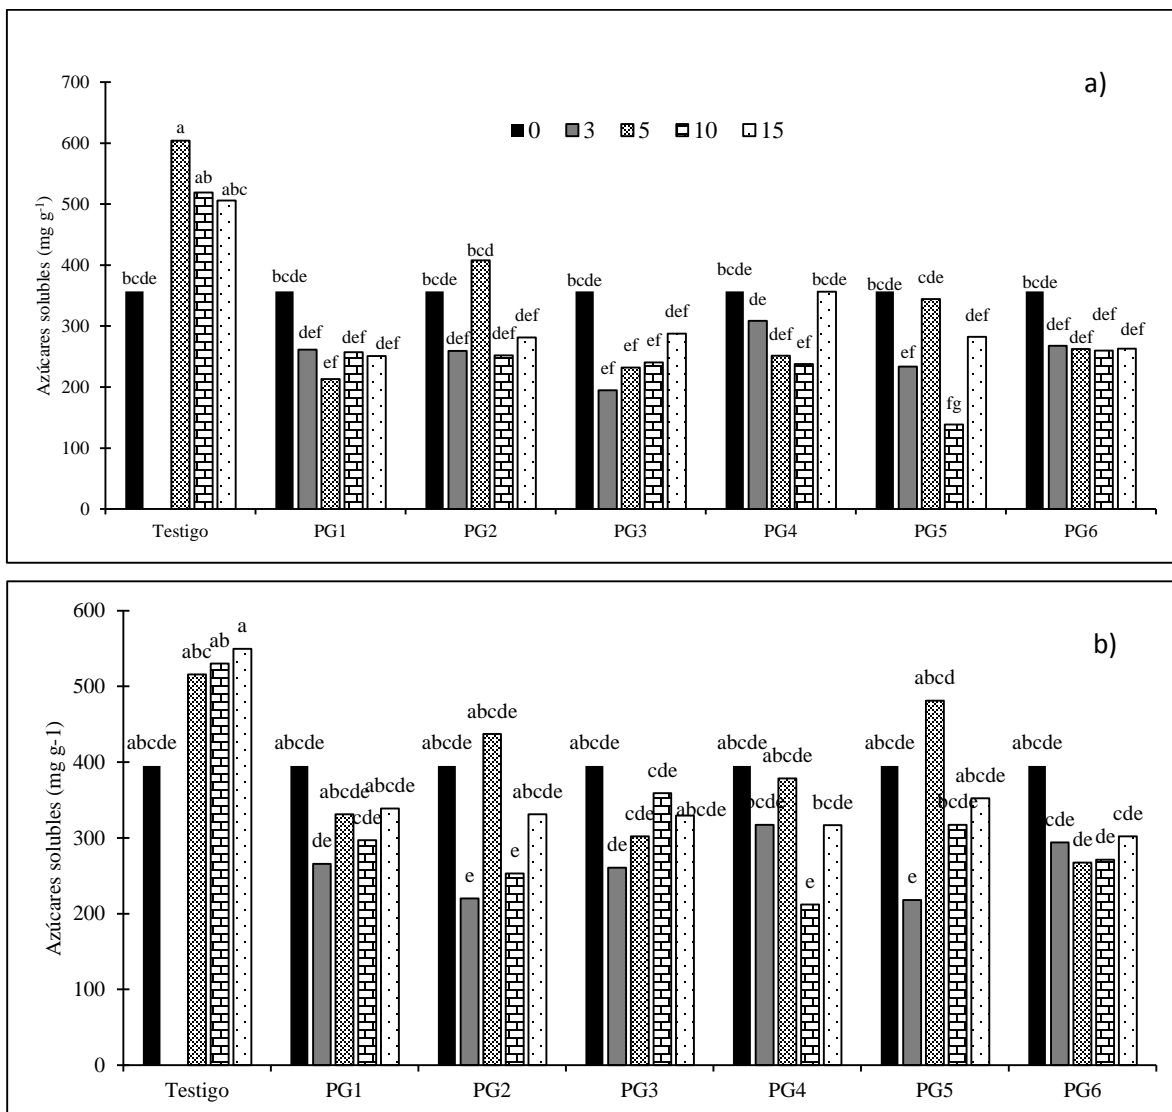 a)
700
600
500
400
300
200
100
0
Azúcares solubles (mg g-1)
0 3 5 10 15
bcde a ab abc
bcde def ef def def
bcde def bcd def def
bcde ef ef ef def
bcde de def ef bcde
bcde ef cde fg def
bcde def def def def
Testigo PG1 PG2 PG3 PG4 PG5 PG6
b)
600
500
400
300
200
100
0
Azúcares solubles (mg g-1)
abcde abc ab a
abcde de abcde cde abcde
abcde e abcde e abcde
abcde de cde cde abcde
abcde bcde abcde e bcde
abcde e abcd bcde abcde
abcde cde de de cde
Testigo PG1 PG2 PG3 PG4 PG5 PG6